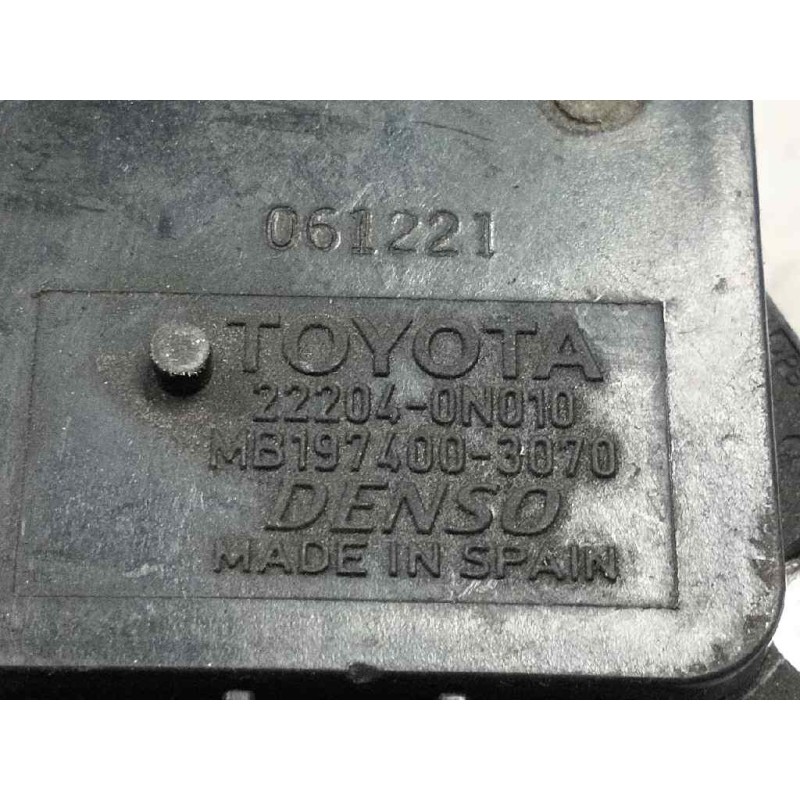 061221
TOYOTA
22204-0N010
MB197400-3070
DENSO
MADE IN SPAIN